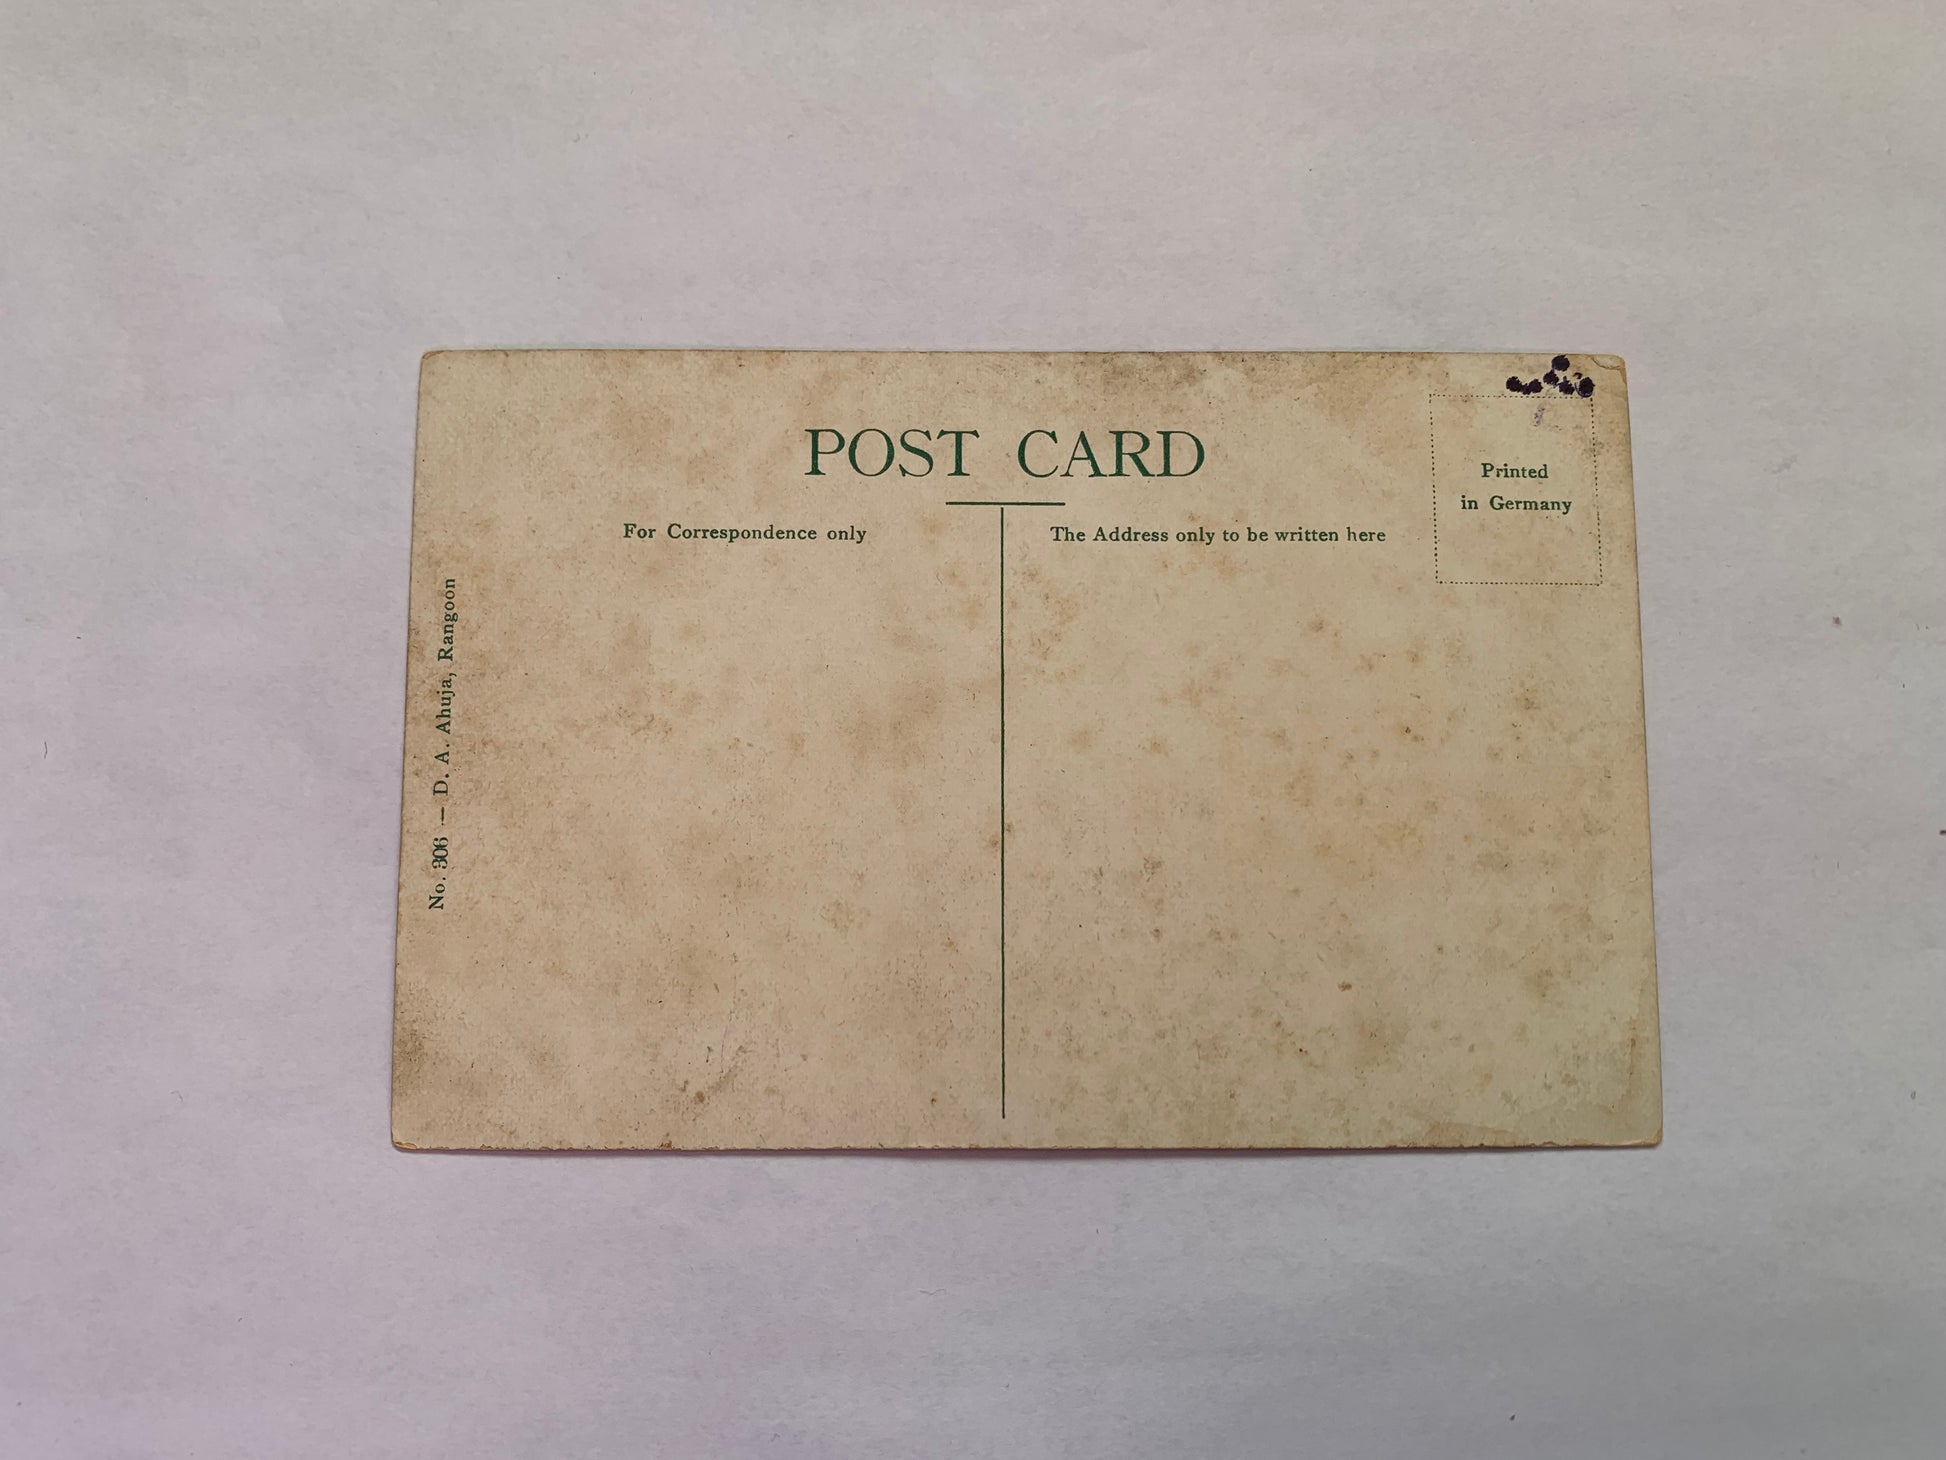 POST CARD
For Correspondence only
The Address only to be written here
Printed
in Germany
No. 306 — D. A. Ahuja, Rangoon